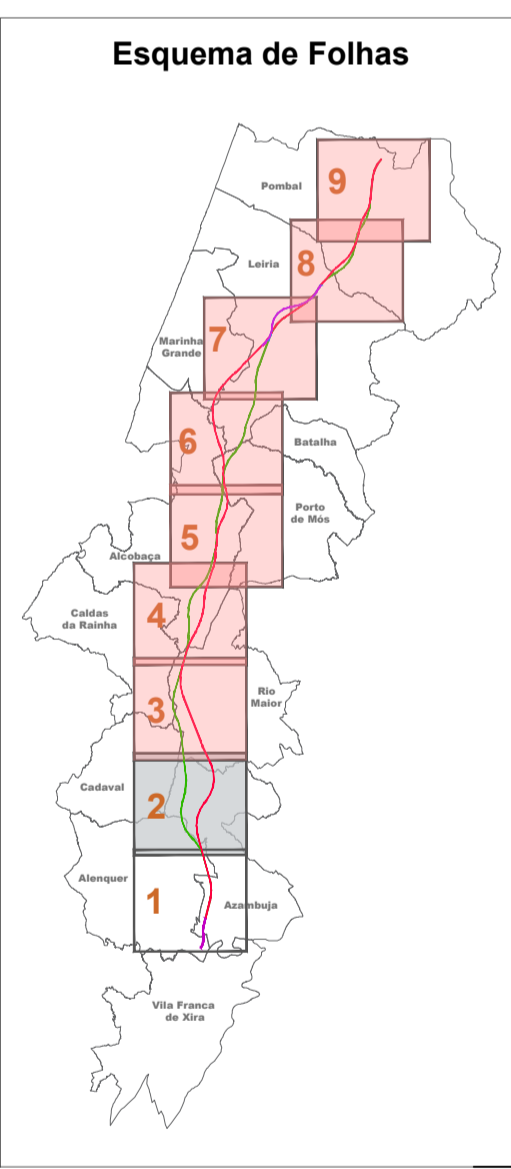 Esquema de Folhas
9
Pombal
8
Leiria
7
Marinha
Grande
6
Batalha
5
Porto
de Mós
Alcobaça
4
Caldas
da Rainha
3
Rio
Maior
2
Cadaval
1
Alenquer
Azambuja
Vila Franca
de Xira